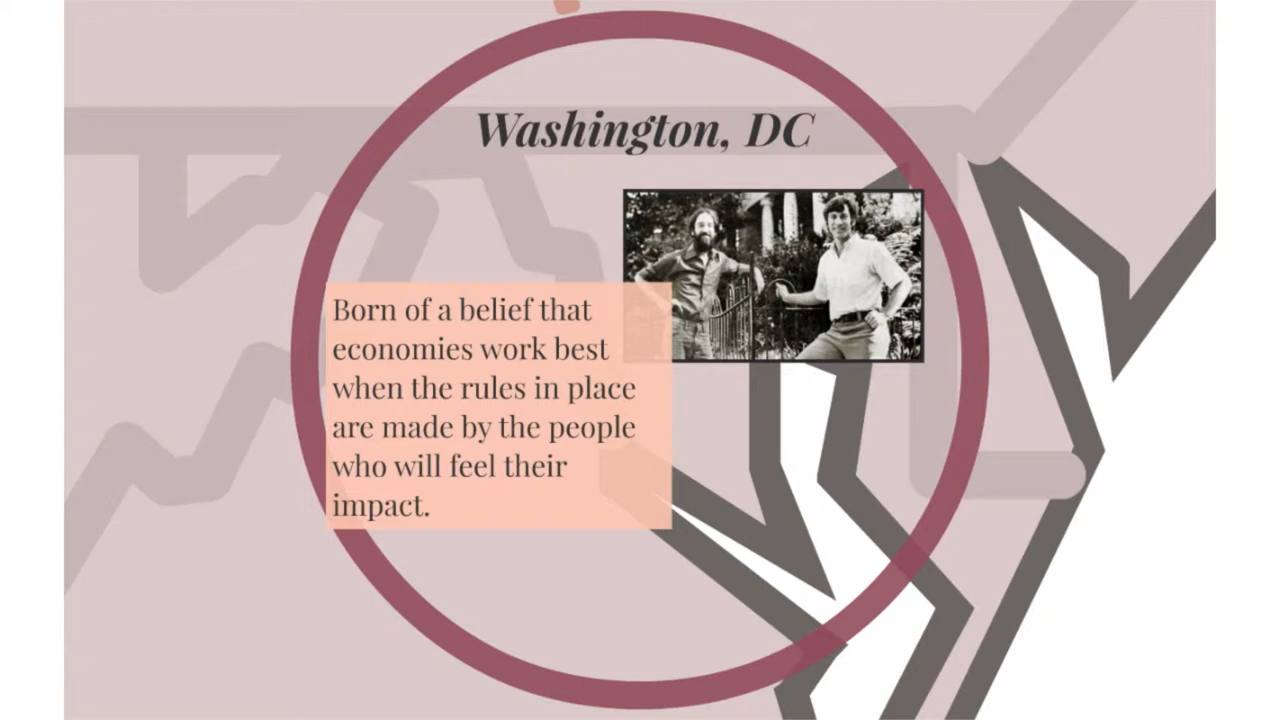 Washington, DC
Born of a belief that
economies work best
when the rules in place
are made by the people
who will feel their
impact.